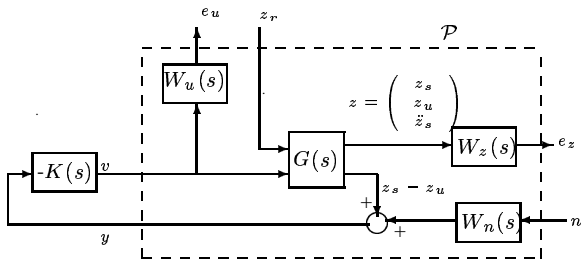 e_u
z_r
𝒫
W_u(s)
z = ( z_s
z_u
z̈_s )
G(s)
W_z(s)
e_z
-K(s)
v
z_s − z_u
+
W_n(s)
n
+
y